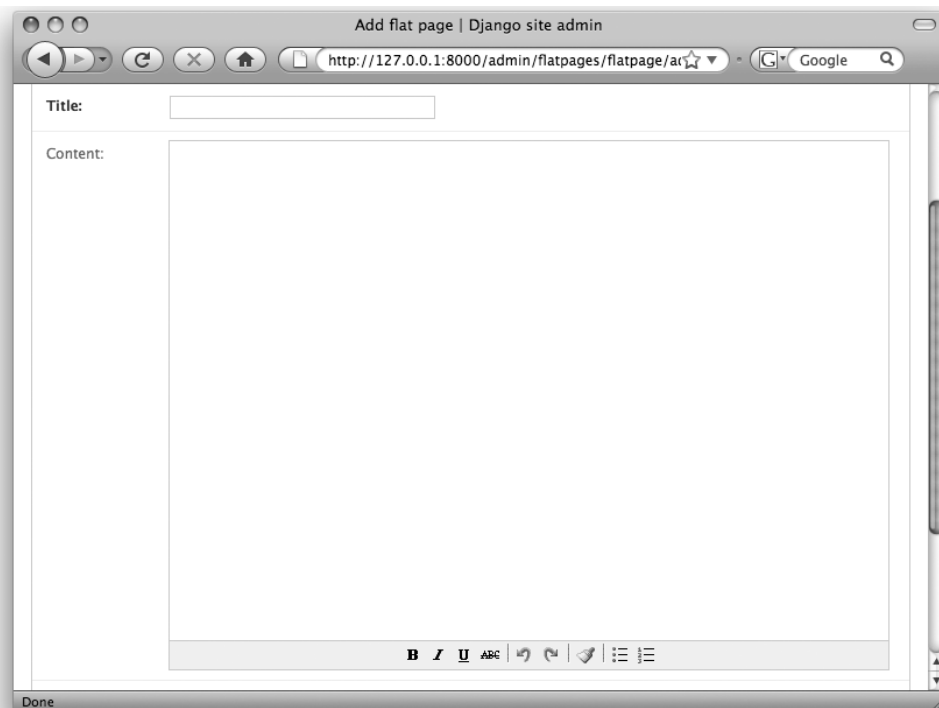 Add flat page | Django site admin
http://127.0.0.1:8000/admin/flatpages/flatpage/ad
G Google
Title:
Content:
B I U ABC
Done